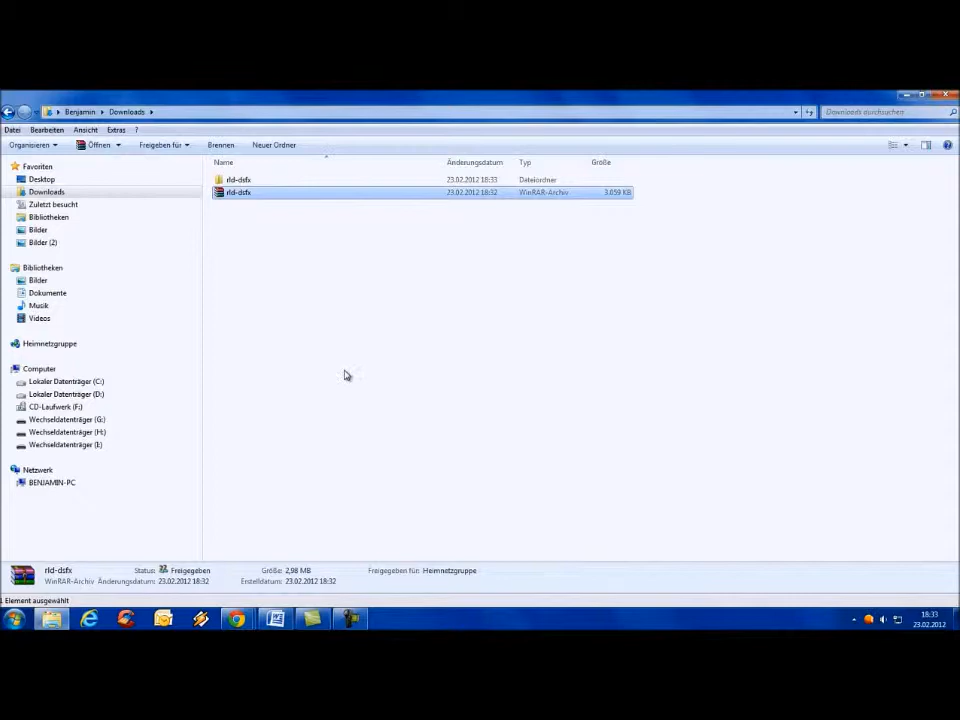 Benjamin Downloads
Downloads durchsuchen
Datei Bearbeiten Ansicht Extras ?
Organisieren Öffnen Freigeben für Brennen Neuer Ordner
Name Änderungsdatum Typ Größe
rld-dsfx 23.02.2012 18:33 Dateiordner
rld-dsfx 23.02.2012 18:32 WinRAR-Archiv 3.059 KB
Favoriten
Desktop
Downloads
Zuletzt besucht
Bibliotheken
Bilder
Bilder (2)
Bibliotheken
Bilder
Dokumente
Musik
Videos
Heimnetzgruppe
Computer
Lokaler Datenträger (C:)
Lokaler Datenträger (D:)
CD-Laufwerk (F:)
Wechseldatenträger (G:)
Wechseldatenträger (H:)
Wechseldatenträger (I:)
Netzwerk
BENJAMIN-PC
rld-dsfx Status: Freigegeben Größe: 2,98 MB Freigegeben für: Heimnetzgruppe
WinRAR-Archiv Änderungsdatum: 23.02.2012 18:32 Erstelldatum: 23.02.2012 18:32
1 Element ausgewählt
18:33
23.02.2012